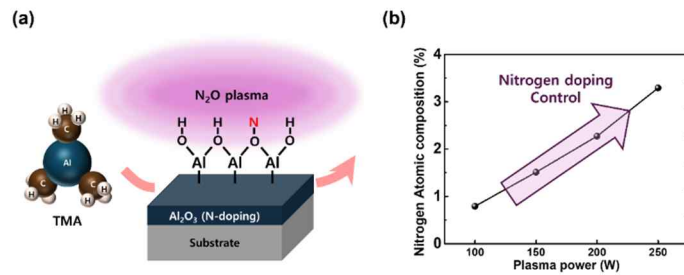 (a)
N₂O plasma
H H N H
O O O O
Al Al Al
C
H H H
Al
C C
H H H H H H
TMA
Al₂O₃ (N-doping)
Substrate
(b)
Nitrogen Atomic composition (%)
4
3
2
1
0
Nitrogen doping
Control
100 150 200 250
Plasma power (W)